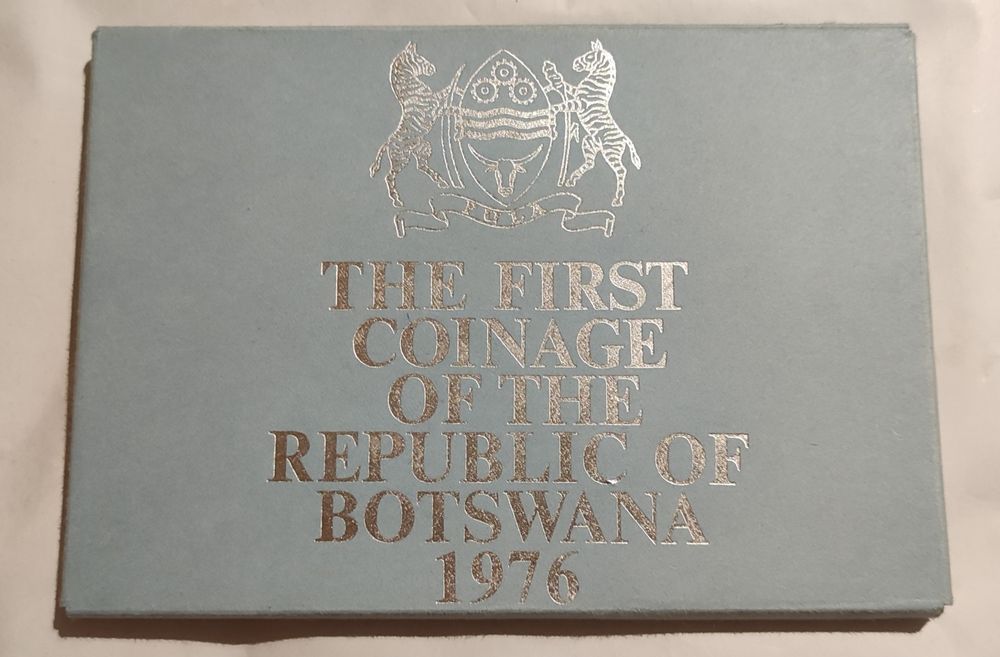 PULA
THE FIRST
COINAGE
OF THE
REPUBLIC OF
BOTSWANA
1976